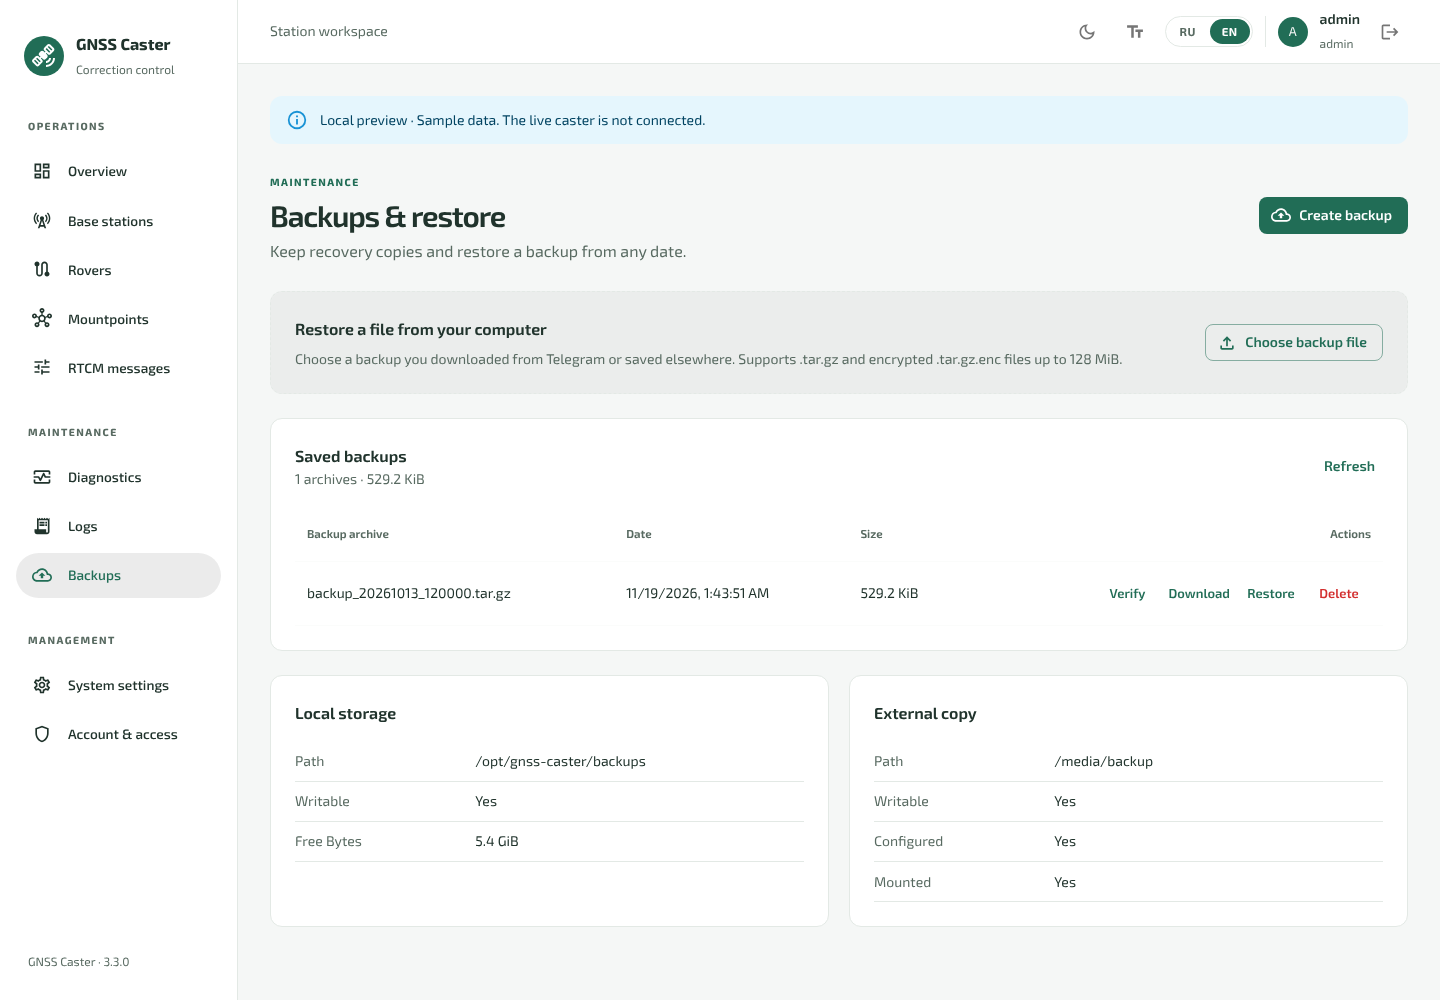 GNSS Caster
Correction control
OPERATIONS
Overview
Base stations
Rovers
Mountpoints
RTCM messages
MAINTENANCE
Diagnostics
Logs
Backups
MANAGEMENT
System settings
Account & access
GNSS Caster · 3.3.0
Station workspace
RU EN
A
admin
admin
Local preview · Sample data. The live caster is not connected.
MAINTENANCE
Backups & restore
Keep recovery copies and restore a backup from any date.
Create backup
Restore a file from your computer
Choose a backup you downloaded from Telegram or saved elsewhere. Supports .tar.gz and encrypted .tar.gz.enc files up to 128 MiB.
Choose backup file
Saved backups
1 archives · 529.2 KiB
Refresh
Backup archive Date Size Actions
backup_20261013_120000.tar.gz 11/19/2026, 1:43:51 AM 529.2 KiB Verify Download Restore Delete
Local storage
Path /opt/gnss-caster/backups
Writable Yes
Free Bytes 5.4 GiB
External copy
Path /media/backup
Writable Yes
Configured Yes
Mounted Yes